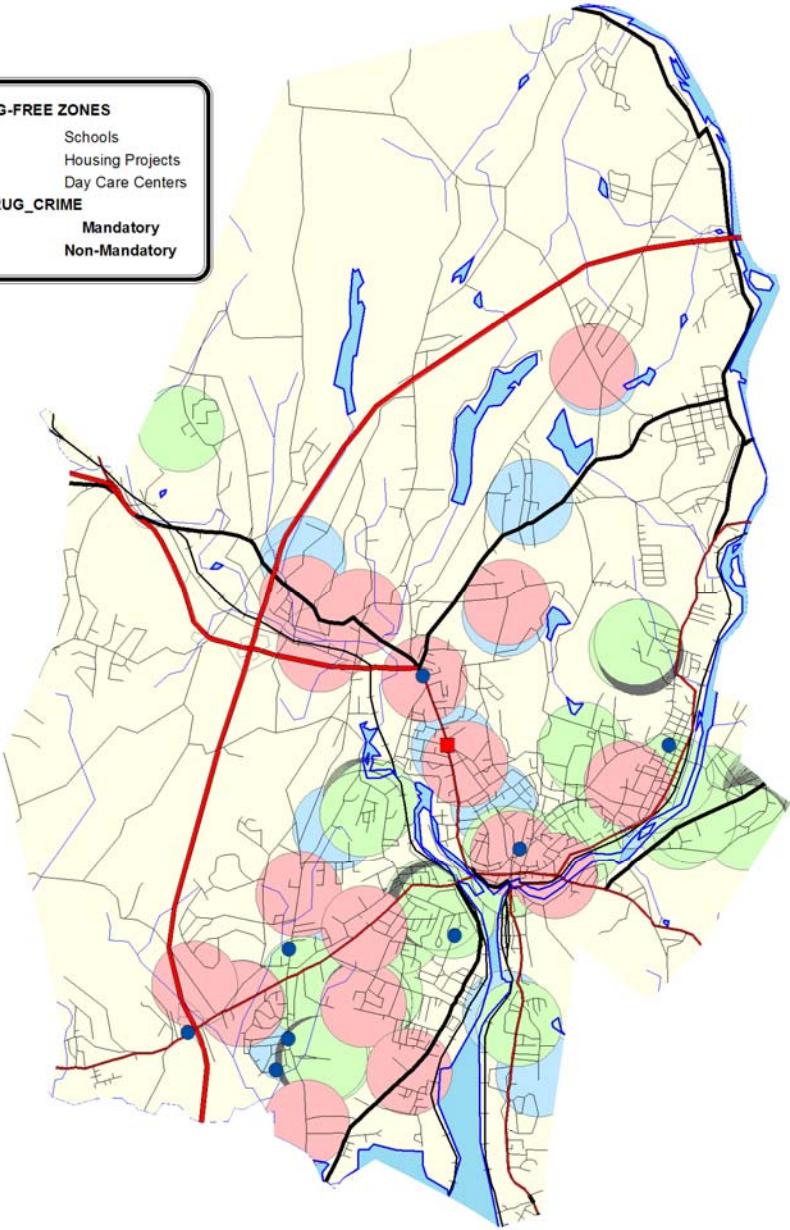 G-FREE ZONES
Schools
Housing Projects
Day Care Centers
RUG_CRIME
Mandatory
Non-Mandatory